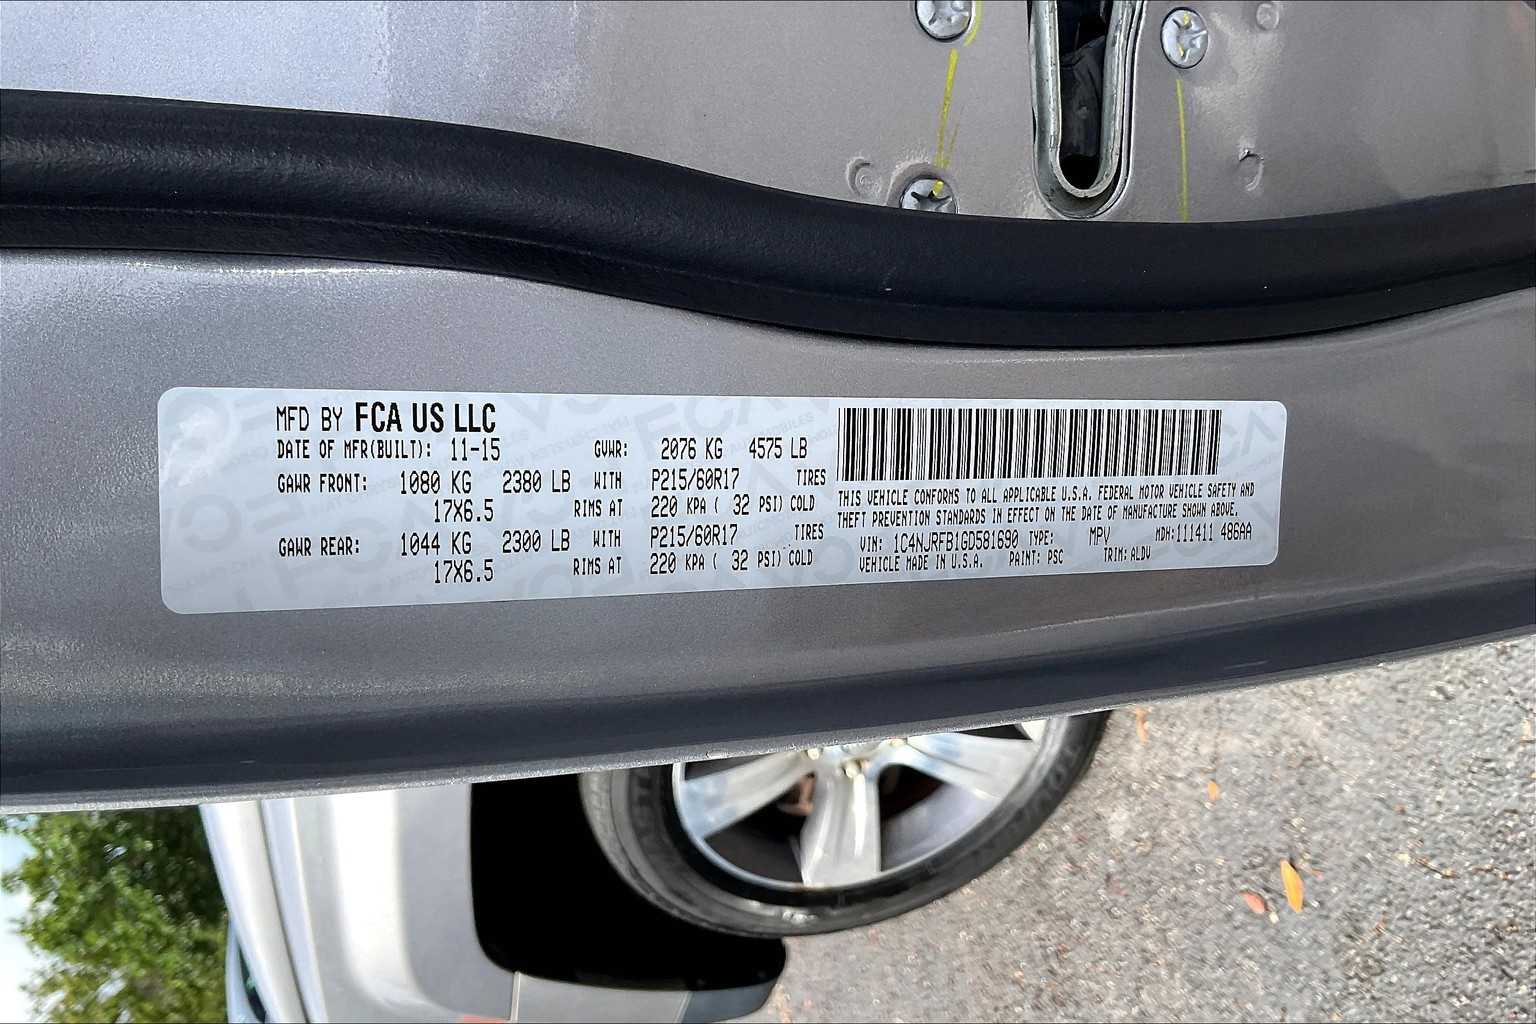 MFD BY FCA US LLC
DATE OF MFR(BUILT): 11-15 GVWR: 2076 KG 4575 LB
GAWR FRONT: 1080 KG 2380 LB WITH P215/60R17 TIRES
17X6.5 RIMS AT 220 KPA ( 32 PSI) COLD
GAWR REAR: 1044 KG 2300 LB WITH P215/60R17 TIRES
17X6.5 RIMS AT 220 KPA ( 32 PSI) COLD
THIS VEHICLE CONFORMS TO ALL APPLICABLE U.S.A. FEDERAL MOTOR VEHICLE SAFETY AND
THEFT PREVENTION STANDARDS IN EFFECT ON THE DATE OF MANUFACTURE SHOWN ABOVE.
VIN: 1C4NJRFB1GD581690 TYPE: MPV MDH:111411 486AA
VEHICLE MADE IN U.S.A. PAINT: PSC TRIM: ALDV